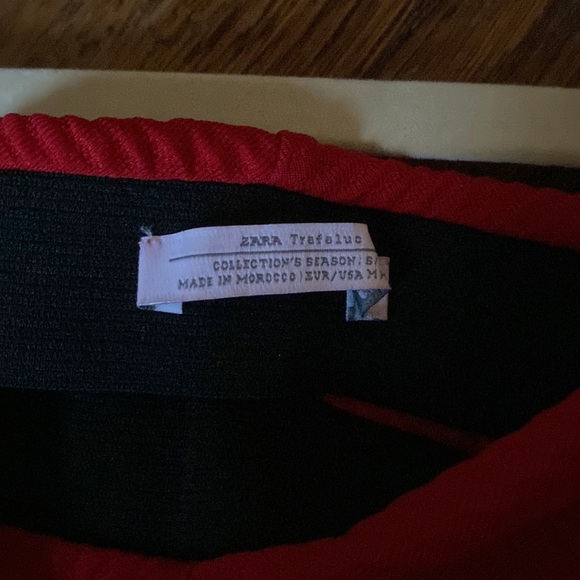 ZARA Trafaluc
COLLECTION'S SEASON: S/
MADE IN MOROCCO | EUR/USA M